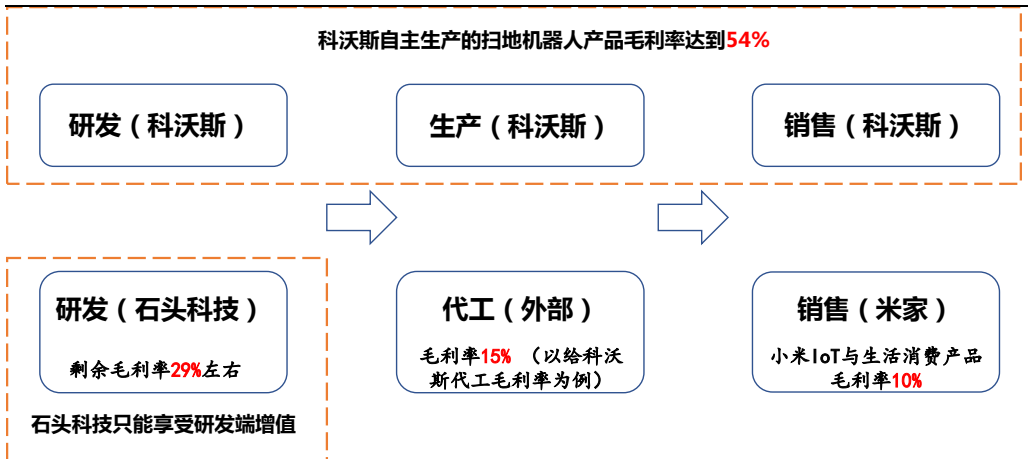 科沃斯自主生产的扫地机器人产品毛利率达到54%
研发（科沃斯）
生产（科沃斯）
销售（科沃斯）
研发（石头科技）
剩余毛利率29%左右
石头科技只能享受研发端增值
代工（外部）
毛利率15% （以给科沃
斯代工毛利率为例）
销售（米家）
小米IoT与生活消费产品
毛利率10%